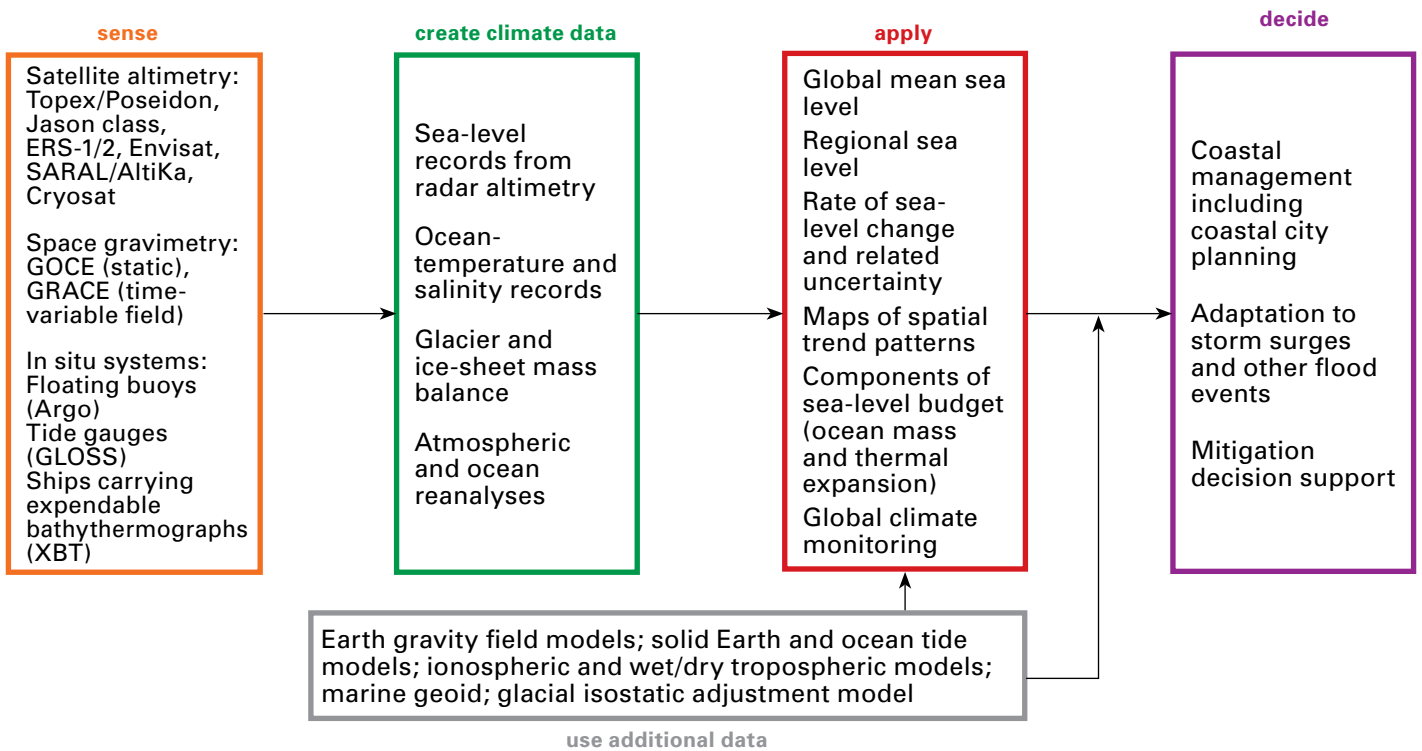 sense
Satellite altimetry:
Topex/Poseidon,
Jason class,
ERS-1/2, Envisat,
SARAL/AltiKa,
Cryosat
Space gravimetry:
GOCE (static),
GRACE (time-
variable field)
In situ systems:
Floating buoys
(Argo)
Tide gauges
(GLOSS)
Ships carrying
expendable
bathythermographs
(XBT)
create climate data
Sea-level
records from
radar altimetry
Ocean-
temperature and
salinity records
Glacier and
ice-sheet mass
balance
Atmospheric
and ocean
reanalyses
apply
Global mean sea
level
Regional sea
level
Rate of sea-
level change
and related
uncertainty
Maps of spatial
trend patterns
Components of
sea-level budget
(ocean mass
and thermal
expansion)
Global climate
monitoring
decide
Coastal
management
including
coastal city
planning
Adaptation to
storm surges
and other flood
events
Mitigation
decision support
Earth gravity field models; solid Earth and ocean tide
models; ionospheric and wet/dry tropospheric models;
marine geoid; glacial isostatic adjustment model
use additional data